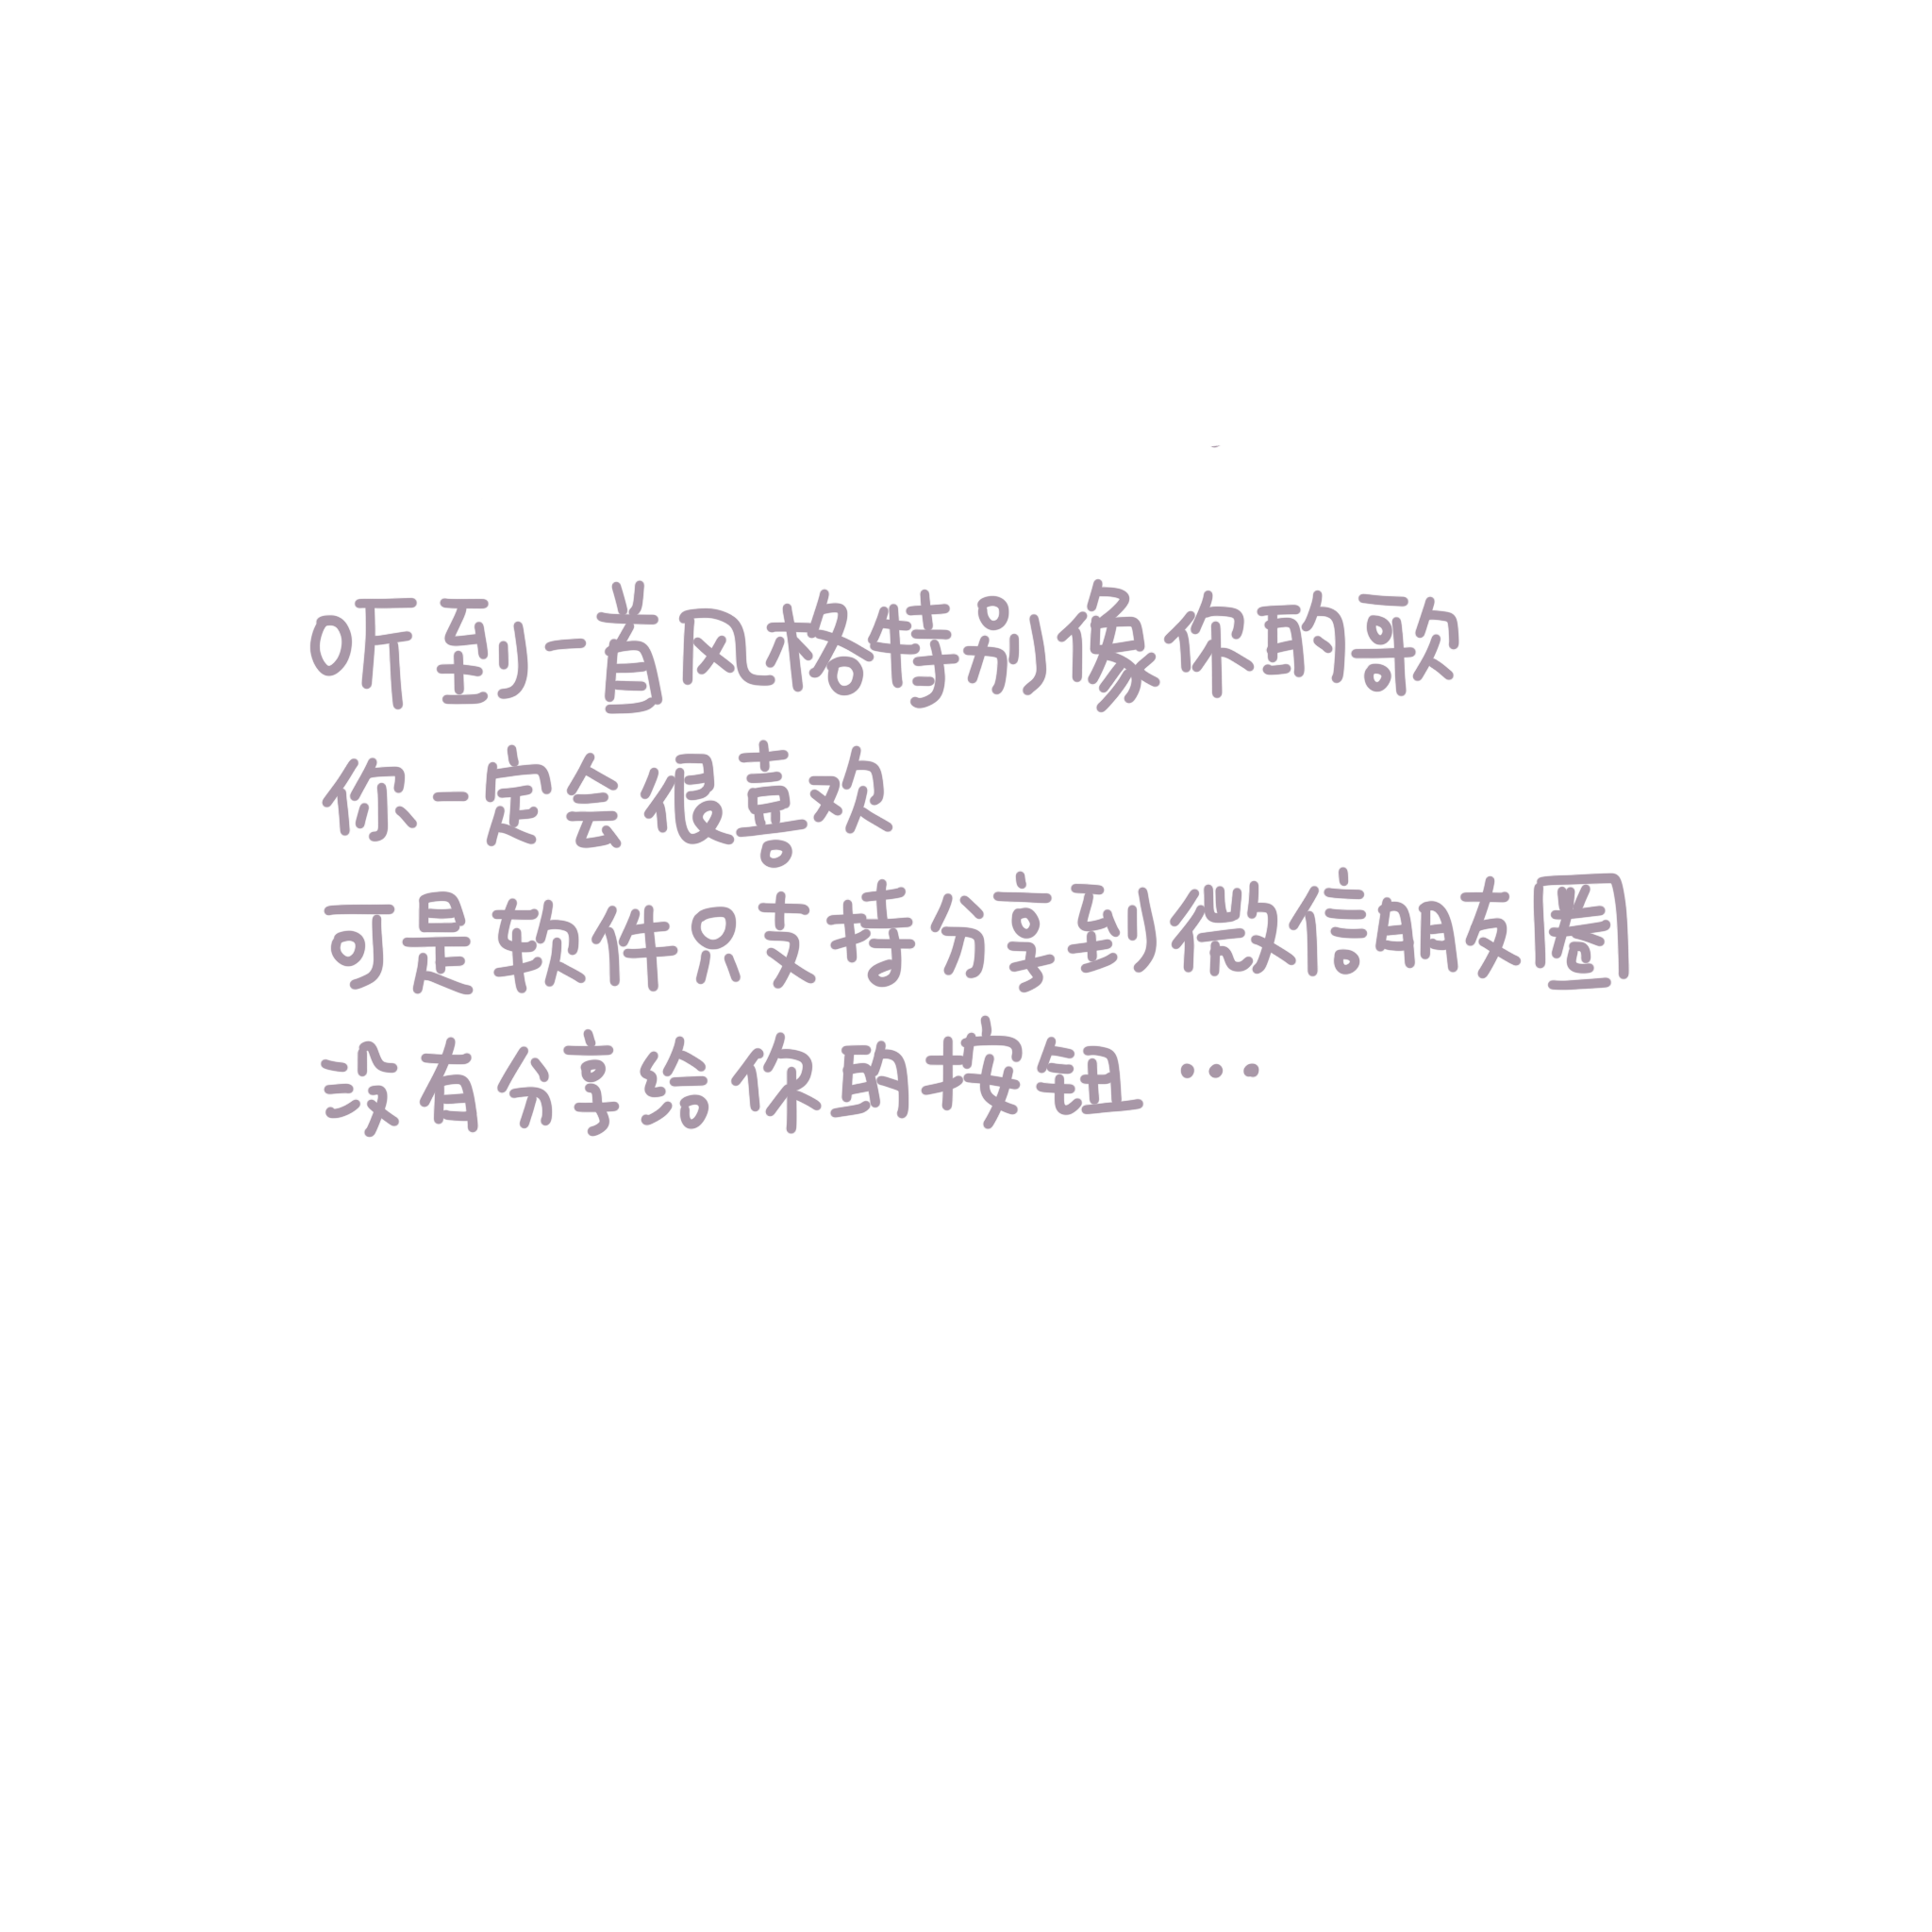 听到一首风格特别像你的歌
你一定会很喜欢
可是软件只支持分享到微信朋友圈
没有分享给你的按钮...